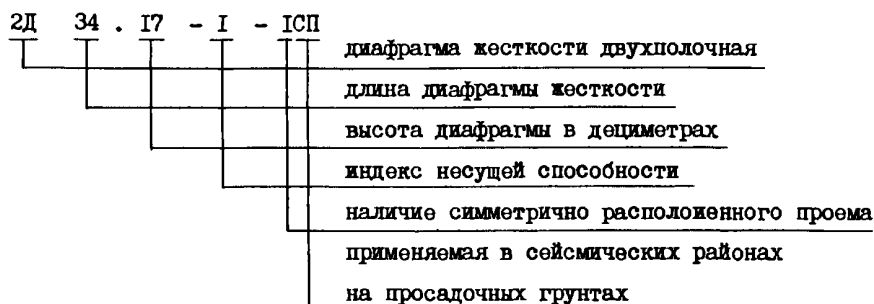 2Д 34 . I7 - I - IСП
диафрагма жесткости двухполочная
длина диафрагмы жесткости
высота диафрагмы в дециметрах
индекс несущей способности
наличие симметрично расположенного проема
применяемая в сейсмических районах
на просадочных грунтах